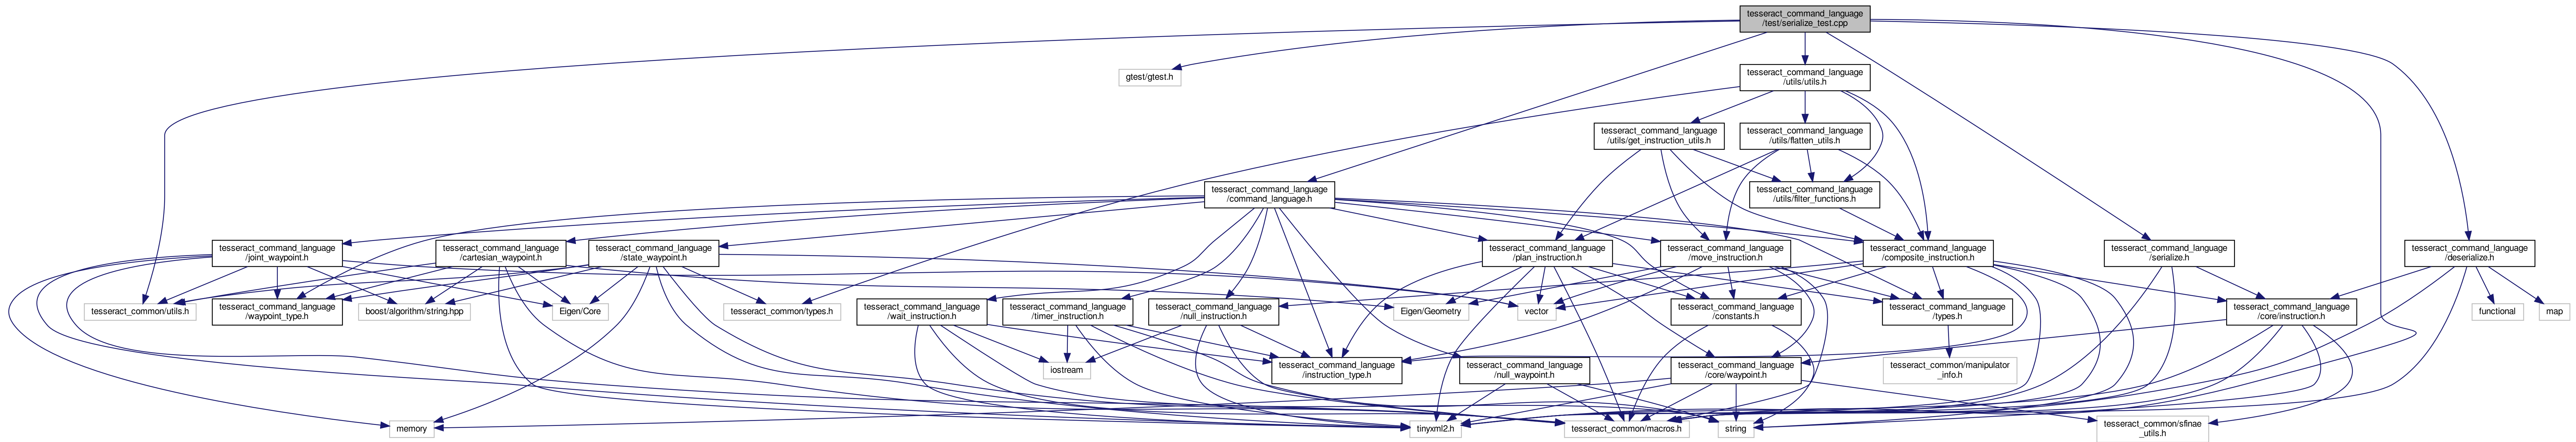 tesseract_command_language
/test/serialize_test.cpp
gtest/gtest.h
tesseract_command_language
/utils/utils.h
tesseract_command_language
/utils/get_instruction_utils.h
tesseract_command_language
/utils/flatten_utils.h
tesseract_command_language
/command_language.h
tesseract_command_language
/utils/filter_functions.h
tesseract_command_language
/joint_waypoint.h
tesseract_command_language
/cartesian_waypoint.h
tesseract_command_language
/state_waypoint.h
tesseract_command_language
/plan_instruction.h
tesseract_command_language
/move_instruction.h
tesseract_command_language
/composite_instruction.h
tesseract_command_language
/serialize.h
tesseract_command_language
/deserialize.h
tesseract_common/utils.h
tesseract_command_language
/waypoint_type.h
boost/algorithm/string.hpp
Eigen/Core
tesseract_common/types.h
tesseract_command_language
/wait_instruction.h
tesseract_command_language
/timer_instruction.h
tesseract_command_language
/null_instruction.h
Eigen/Geometry
vector
tesseract_command_language
/constants.h
tesseract_command_language
/types.h
tesseract_command_language
/core/instruction.h
functional
map
iostream
tesseract_command_language
/instruction_type.h
tesseract_command_language
/null_waypoint.h
tesseract_command_language
/core/waypoint.h
tesseract_common/manipulator
_info.h
memory
tinyxml2.h
tesseract_common/macros.h
string
tesseract_common/sfinae
_utils.h